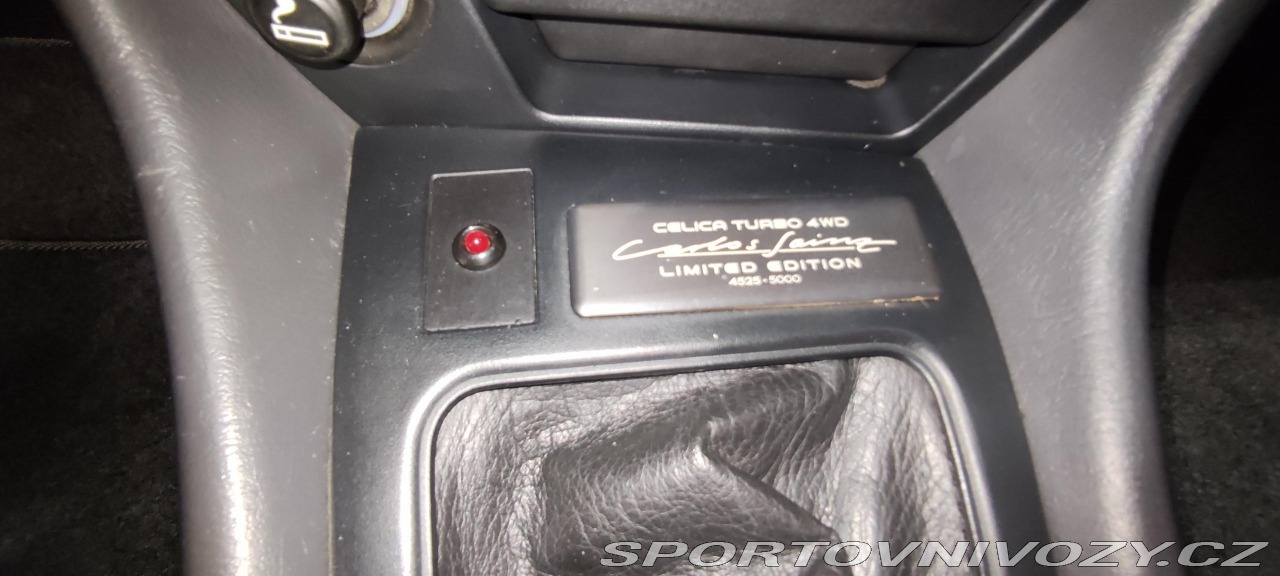 CELICA TURBO 4WD
Carlos Sainz
LIMITED EDITION
4525-5000
SPORTOVNIVOZY.CZ